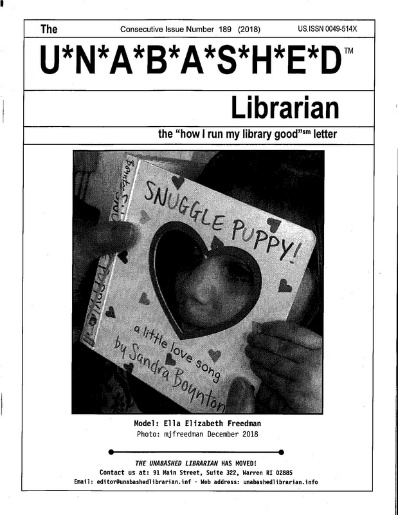 The Consecutive Issue Number 189 (2018) US.ISSN 0049-514X
U*N*A*B*A*S*H*E*D™
Librarian
the "how I run my library good"sm letter
SNUGGLE PUPPY!
a little love song
by Sandra Boynton
Model: Ella Elizabeth Freedman
Photo: mjfreedman December 2018
THE UNABASHED LIBRARIAN HAS MOVED!
Contact us at: 91 Main Street, Suite 322, Warren RI 02885
Email: editor@unabashedlibrarian.inf - Web address: unabashedlibrarian.info